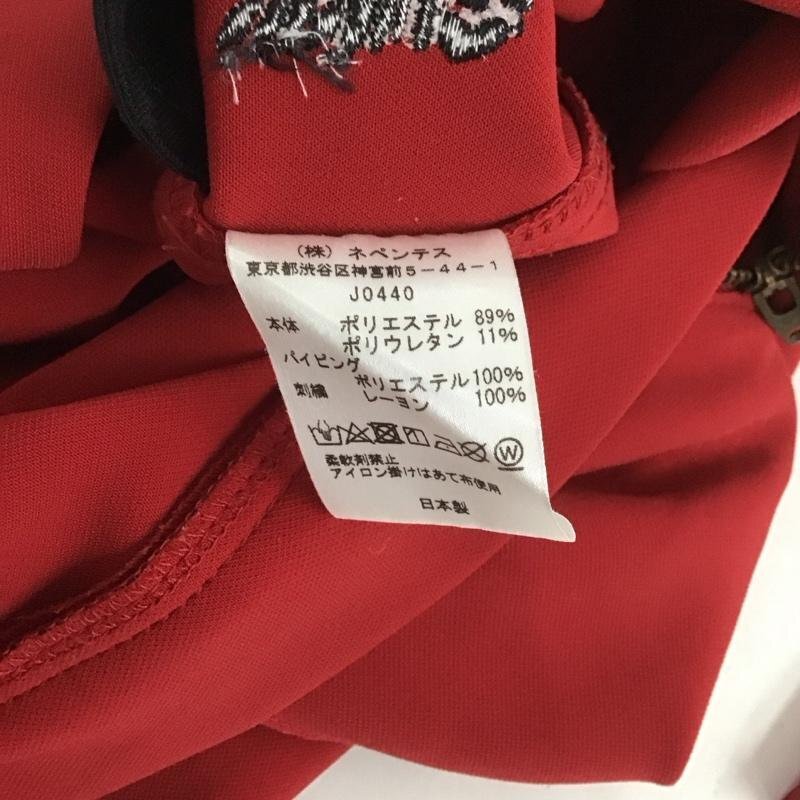 (株) ネペンテス
東京都渋谷区神宮前5-44-1
J0440
本体 ポリエステル 89%
ポリウレタン 11%
パイピング
ポリエステル100%
刺繍 レーヨン 100%
W
柔軟剤禁止
アイロン掛けはあて布使用
日本製